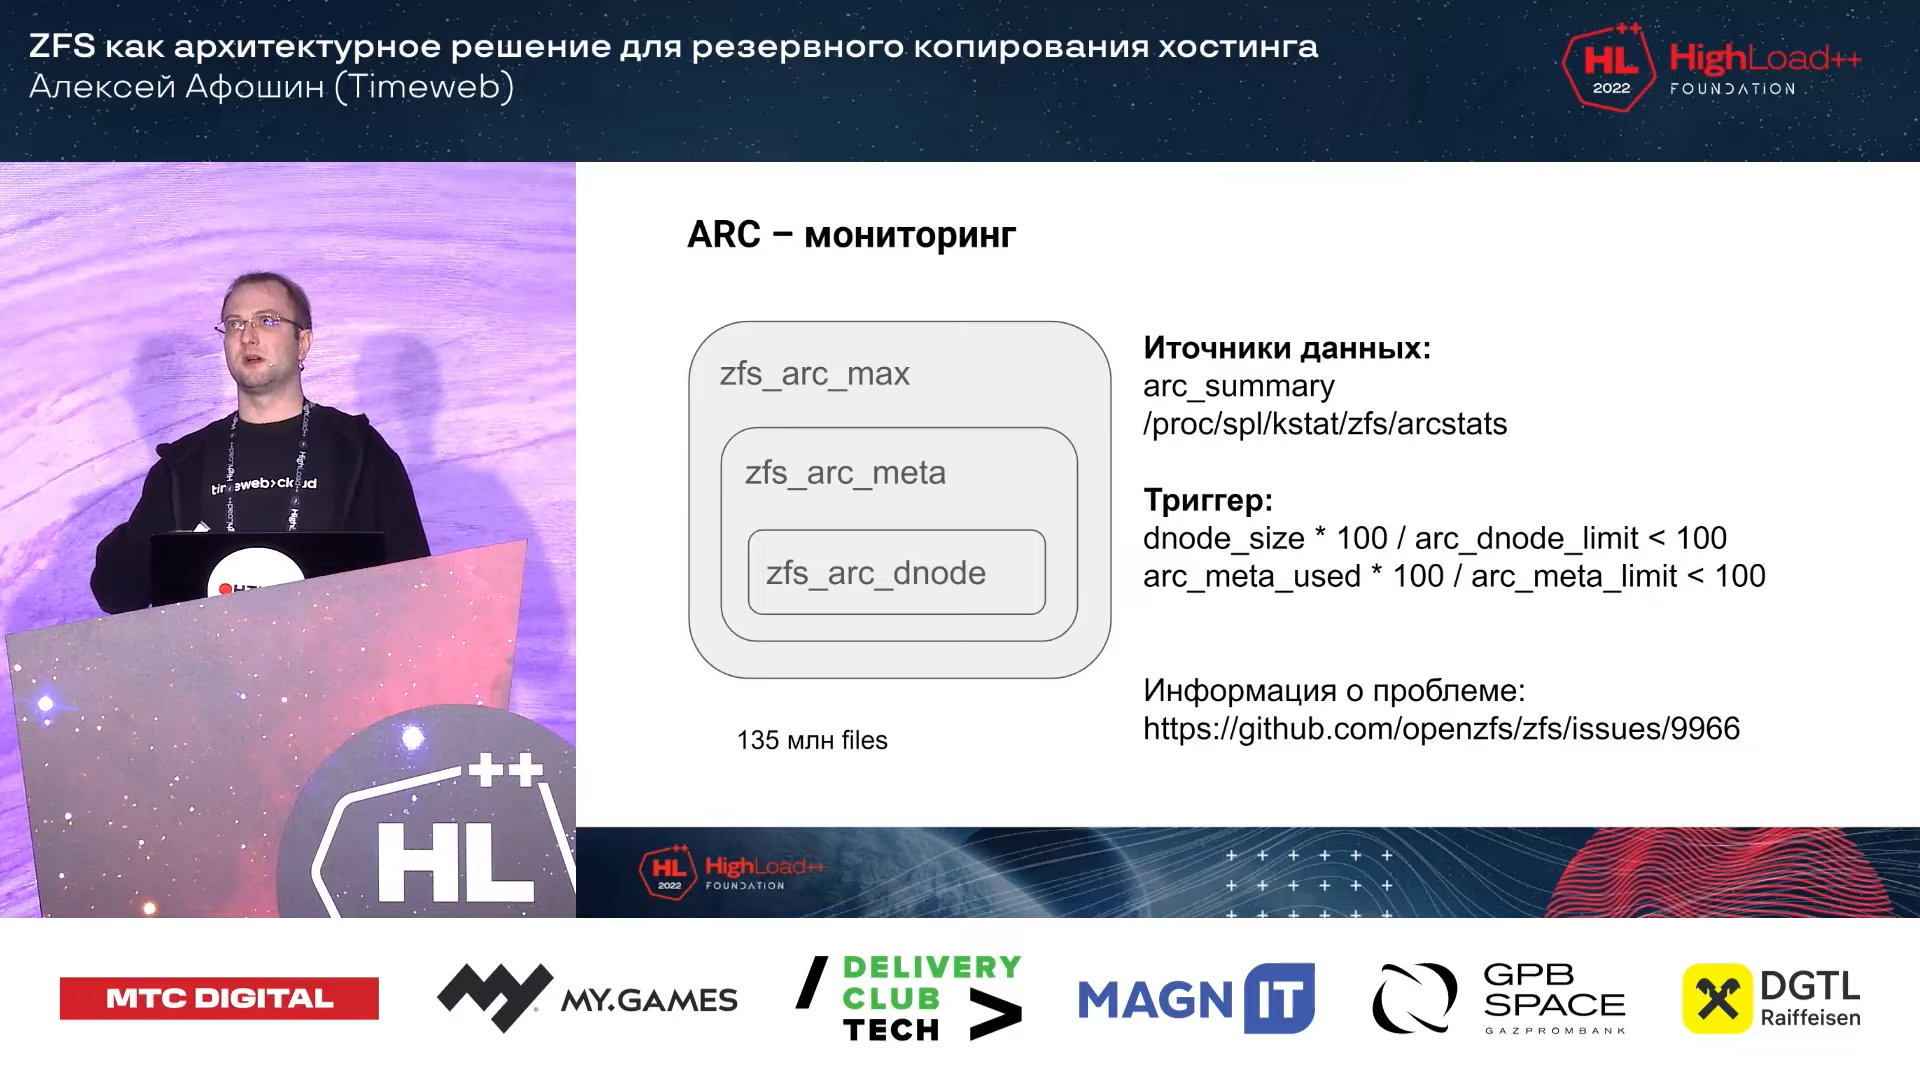 ZFS как архитектурное решение для резервного копирования хостинга
Алексей Афошин (Timeweb)
HL
2022
HighLoad++
FOUNDATION
ARC – мониторинг
zfs_arc_max
zfs_arc_meta
zfs_arc_dnode
135 млн files
Иточники данных:
arc_summary
/proc/spl/kstat/zfs/arcstats
Триггер:
dnode_size * 100 / arc_dnode_limit < 100
arc_meta_used * 100 / arc_meta_limit < 100
Информация о проблеме:
https://github.com/openzfs/zfs/issues/9966
timeweb>cloud
++
HL
HL
2022
HighLoad++
FOUNDATION
МТС DIGITAL
MY.GAMES
DELIVERY
CLUB
TECH
MAGNIT
GPB
SPACE
GAZPROMBANK
DGTL
Raiffeisen